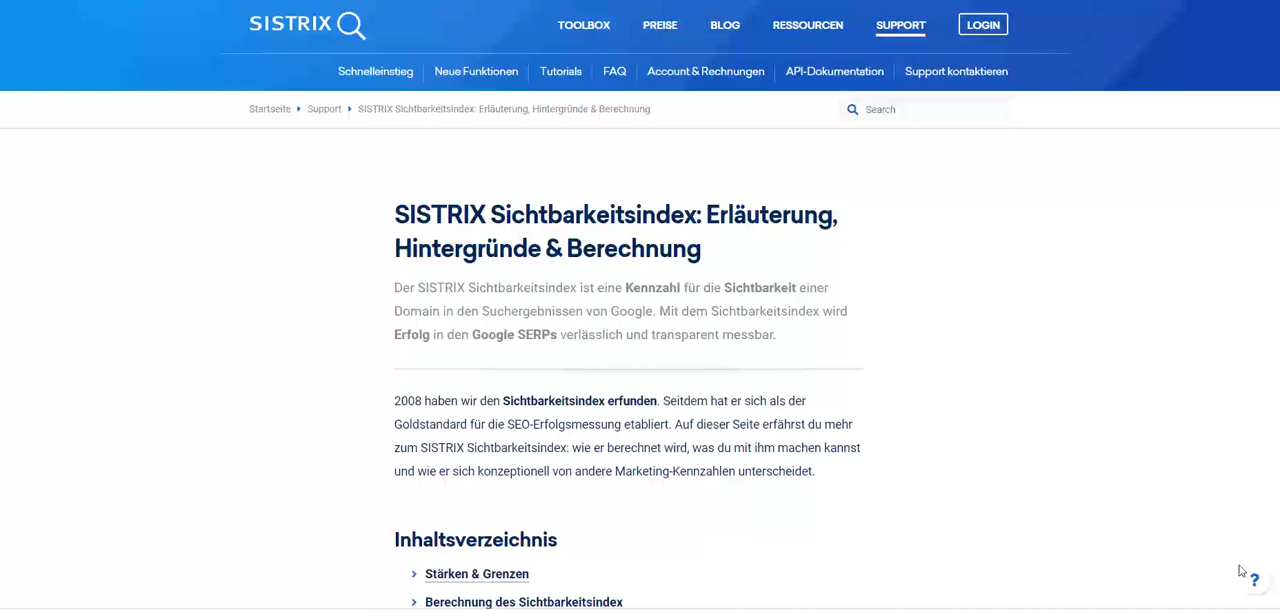 SISTRIX
TOOLBOX PREISE BLOG RESSOURCEN SUPPORT LOGIN
Schnelleinstieg Neue Funktionen Tutorials FAQ Account & Rechnungen API-Dokumentation Support kontaktieren
Startseite Support SISTRIX Sichtbarkeitsindex: Erläuterung, Hintergründe & Berechnung Search
SISTRIX Sichtbarkeitsindex: Erläuterung,
Hintergründe & Berechnung
Der SISTRIX Sichtbarkeitsindex ist eine Kennzahl für die Sichtbarkeit einer
Domain in den Suchergebnissen von Google. Mit dem Sichtbarkeitsindex wird
Erfolg in den Google SERPs verlässlich und transparent messbar.
2008 haben wir den Sichtbarkeitsindex erfunden. Seitdem hat er sich als der
Goldstandard für die SEO-Erfolgsmessung etabliert. Auf dieser Seite erfährst du mehr
zum SISTRIX Sichtbarkeitsindex: wie er berechnet wird, was du mit ihm machen kannst
und wie er sich konzeptionell von andere Marketing-Kennzahlen unterscheidet.
Inhaltsverzeichnis
Stärken & Grenzen
Berechnung des Sichtbarkeitsindex
?